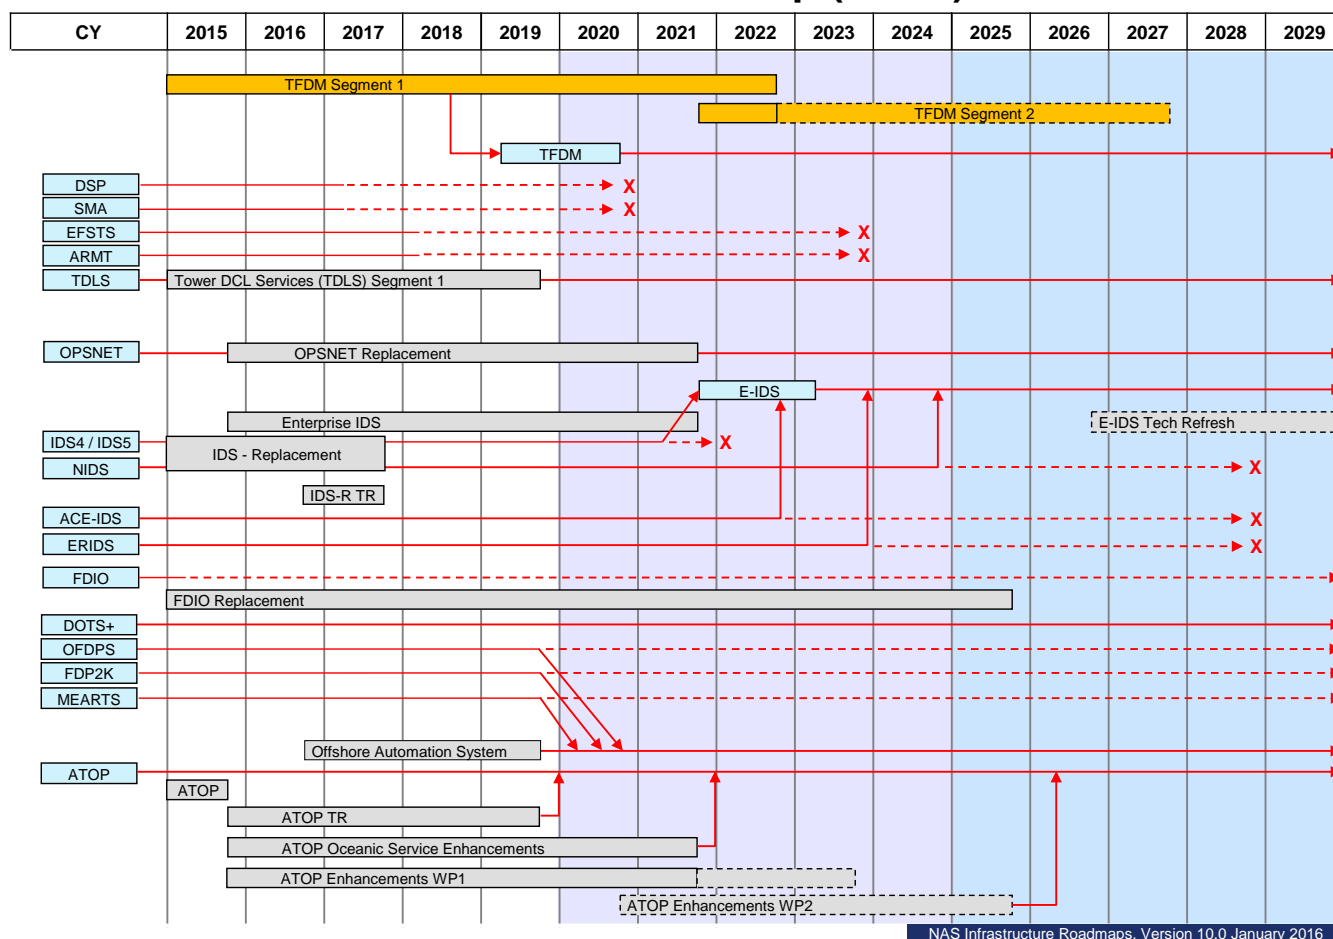 CY 2015 2016 2017 2018 2019 2020 2021 2022 2023 2024 2025 2026 2027 2028 2029
TFDM Segment 1
TFDM Segment 2
TFDM
DSP X
SMA X
EFSTS X
ARMT X
TDLS Tower DCL Services (TDLS) Segment 1
OPSNET OPSNET Replacement
E-IDS
Enterprise IDS E-IDS Tech Refresh
IDS4 / IDS5 X
IDS - Replacement
NIDS X
IDS-R TR
ACE-IDS X
ERIDS X
FDIO
FDIO Replacement
DOTS+
OFDPS
FDP2K
MEARTS
Offshore Automation System
ATOP
ATOP
ATOP TR
ATOP Oceanic Service Enhancements
ATOP Enhancements WP1
ATOP Enhancements WP2
NAS Infrastructure Roadmaps, Version 10.0 January 2016